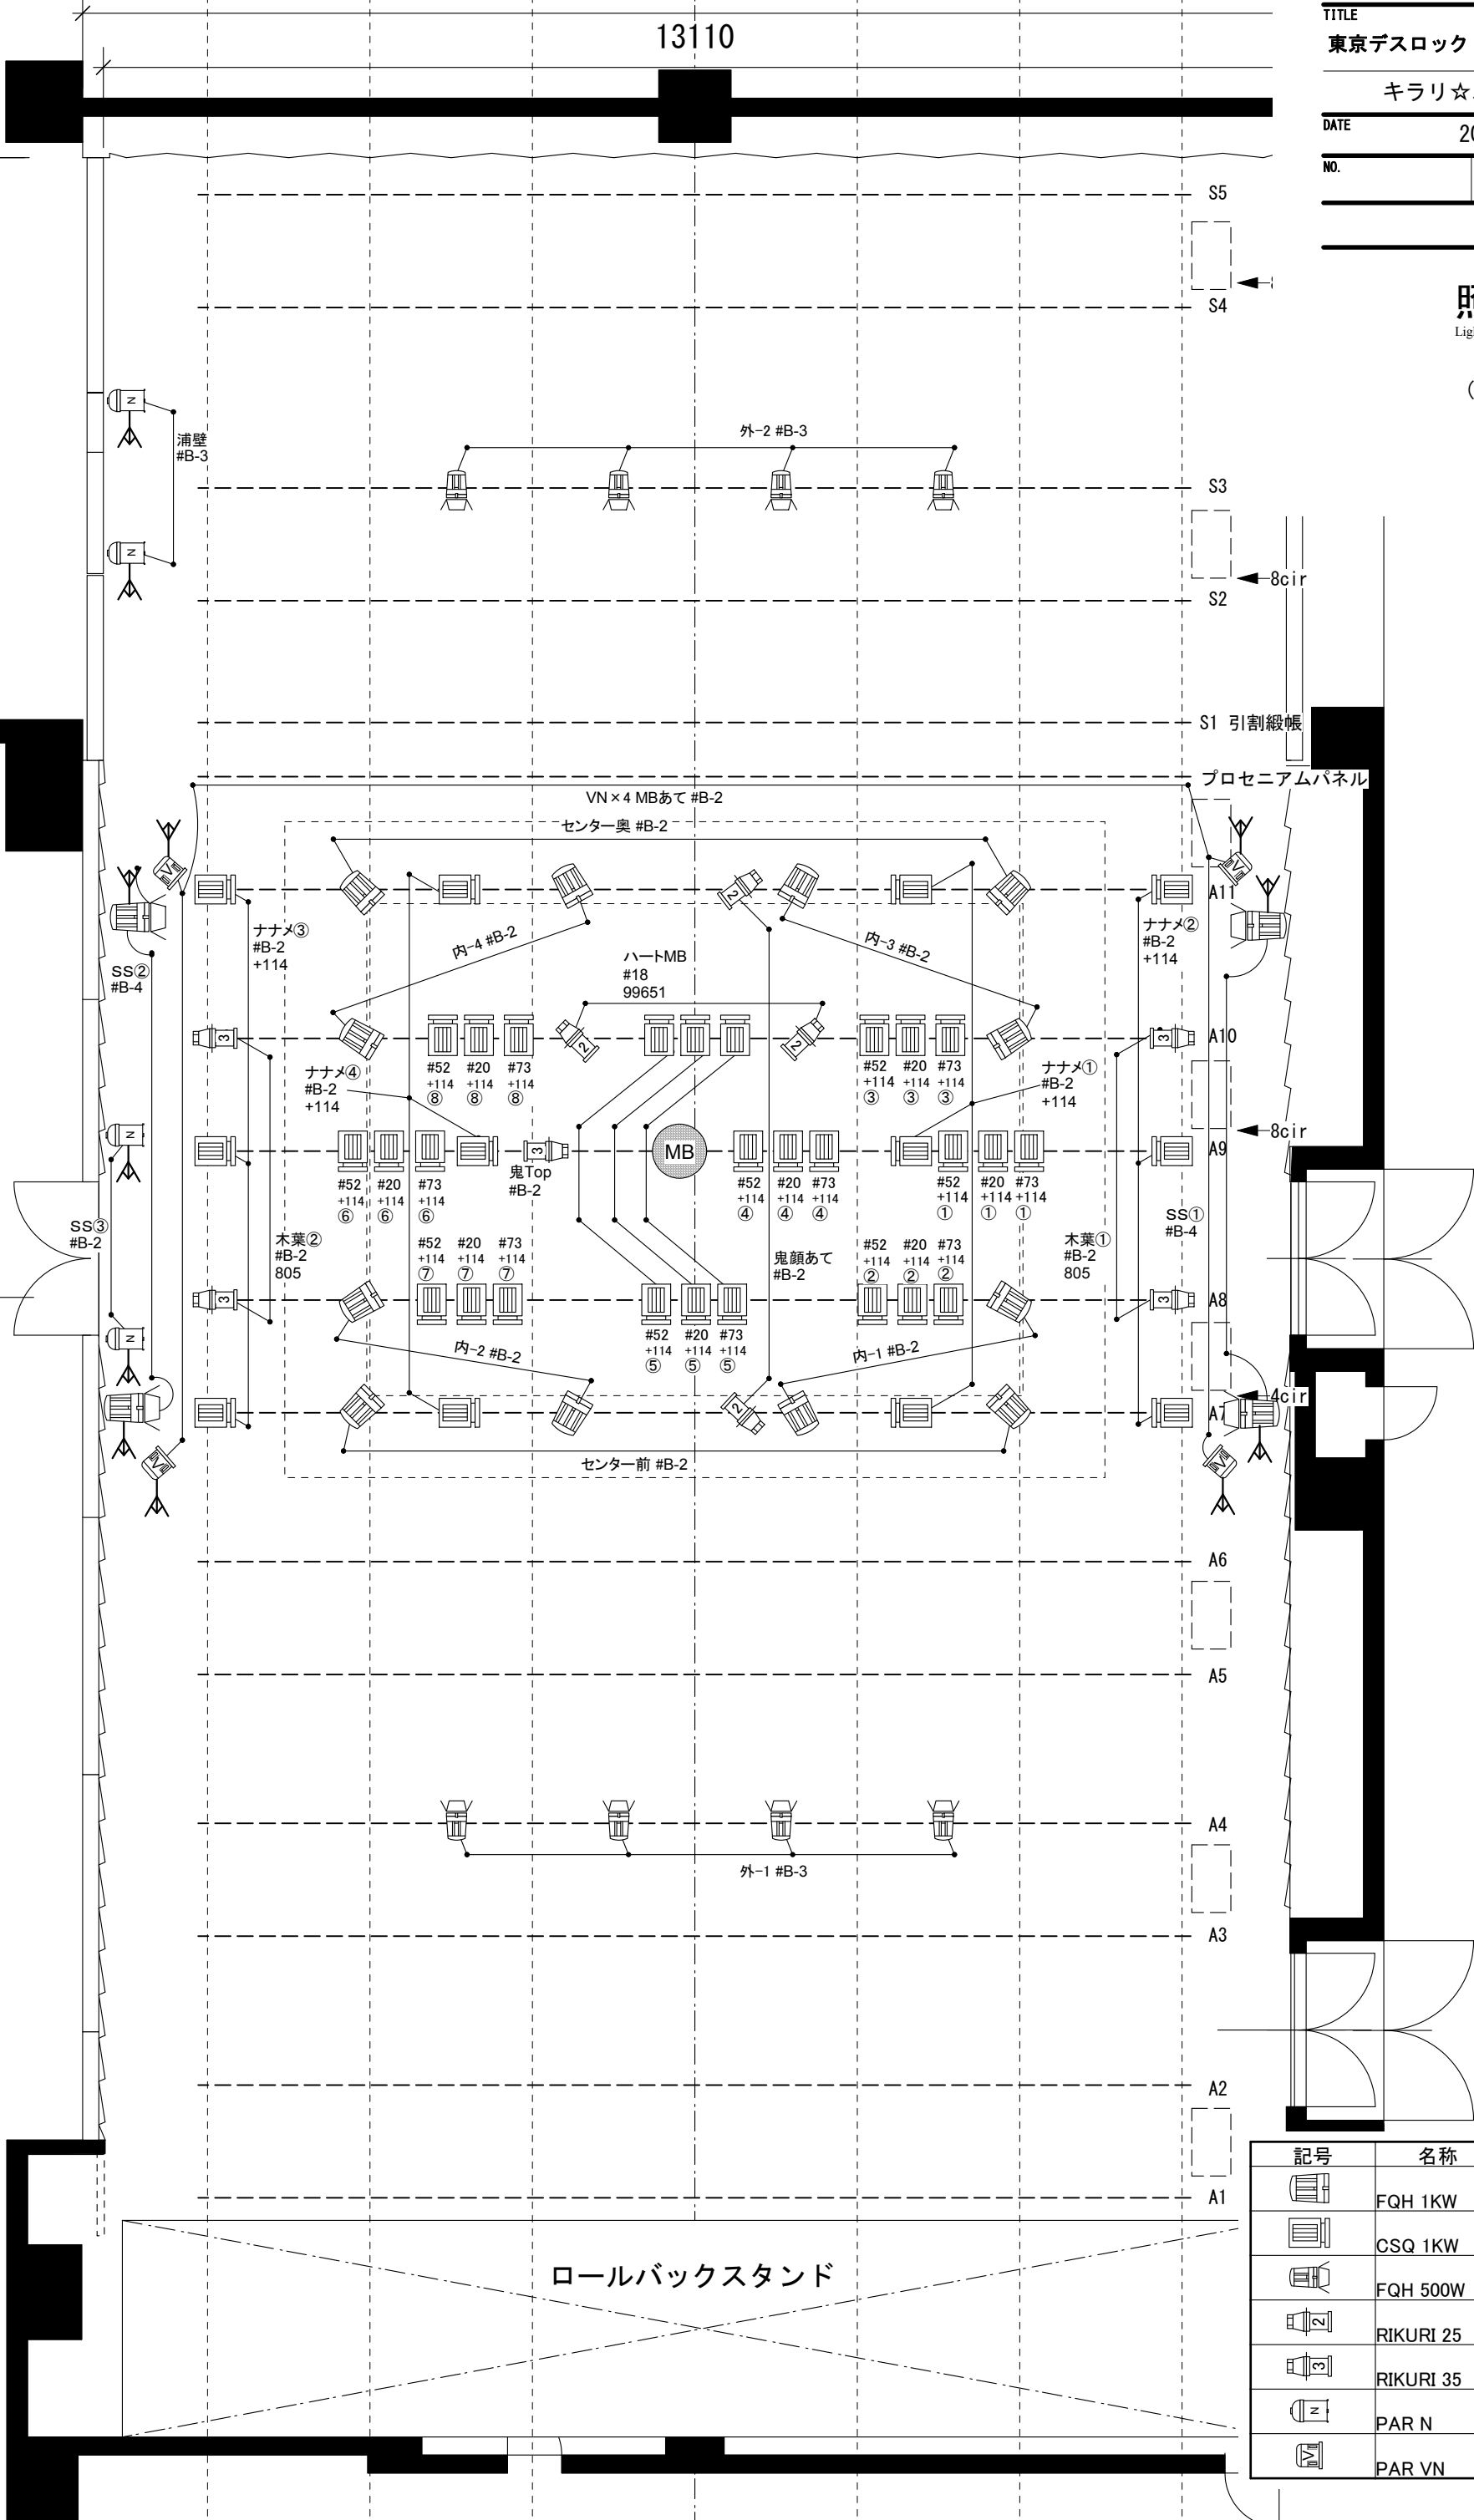 13110
TITLE
東京デスロック
キラリ☆
DATE
NO.
S5
S4
浦壁
#B-3
外-2 #B-3
S3
8cir
S2
S1 引割緞帳
プロセニアムパネル
VN×4 MBあて #B-2
センター奥 #B-2
A11
ナナメ③
#B-2
+114
内-4 #B-2
内-3 #B-2
ナナメ②
#B-2
+114
SS②
#B-4
ハートMB
#18
99651
A10
#52
+114
⑧
#20
+114
⑧
#73
+114
⑧
#52
+114
③
#20
+114
③
#73
+114
③
ナナメ④
#B-2
+114
ナナメ①
#B-2
+114
8cir
A9
MB
鬼Top
#B-2
#52
+114
⑥
#20
+114
⑥
#73
+114
⑥
#52
+114
④
#20
+114
④
#73
+114
④
#52
+114
①
#20
+114
①
#73
+114
①
SS③
#B-2
SS①
#B-4
木葉②
#B-2
805
木葉①
#B-2
805
#52
+114
⑦
#20
+114
⑦
#73
+114
⑦
鬼顔あて
#B-2
#52
+114
②
#20
+114
②
#73
+114
②
A8
#52
+114
⑤
#20
+114
⑤
#73
+114
⑤
内-2 #B-2
内-1 #B-2
4cir
A7
センター前 #B-2
A6
A5
A4
外-1 #B-3
A3
A2
A1
ロールバックスタンド
記号 名称
FQH 1KW
CSQ 1KW
FQH 500W
2 RIKURI 25
3 RIKURI 35
N PAR N
V PAR VN